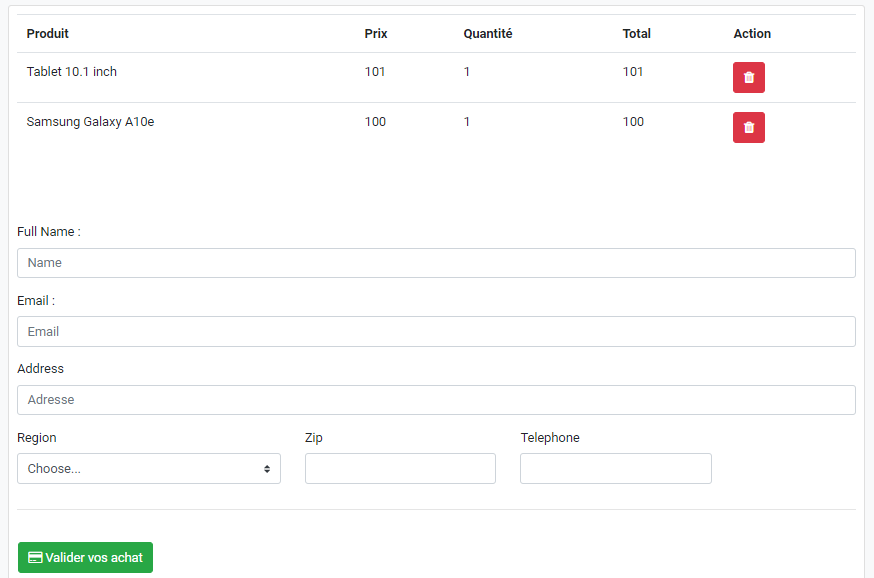 Produit Prix Quantité Total Action
Tablet 10.1 inch 101 1 101
Samsung Galaxy A10e 100 1 100
Full Name :
Name
Email :
Email
Address
Adresse
Region Zip Telephone
Choose...
Valider vos achat